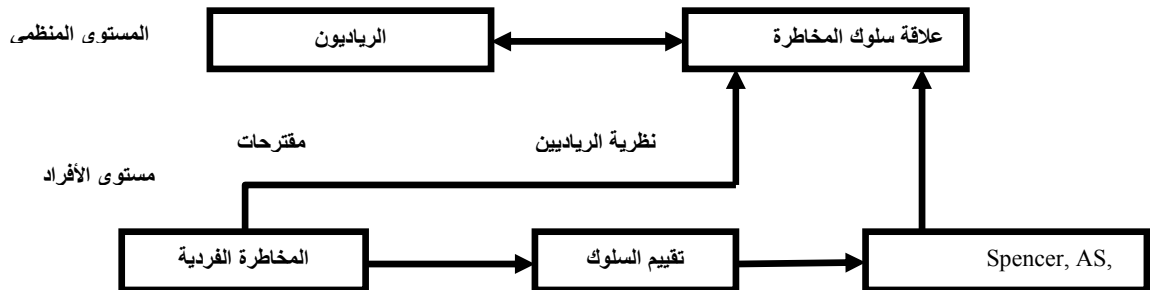 المستوى المنظمي
الرياديون
علاقة سلوك المخاطرة
مقترحات
نظرية الرياديين
مستوى الأفراد
المخاطرة الفردية
تقييم السلوك
Spencer, AS,